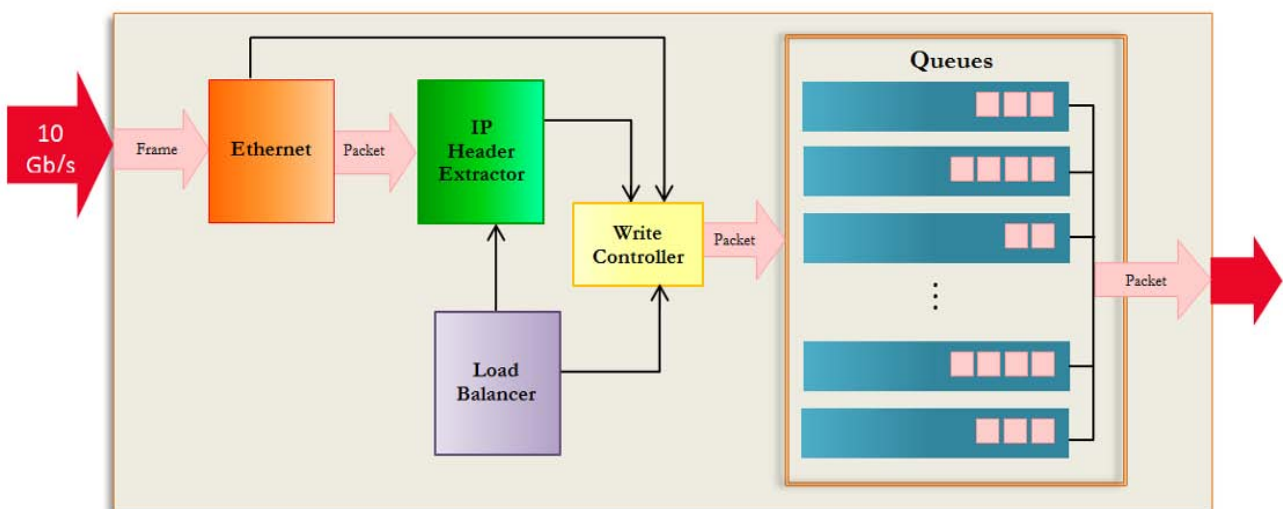 10
Gb/s
Frame
Ethernet
Packet
IP
Header
Extractor
Write
Controller
Load
Balancer
Packet
Queues
Packet